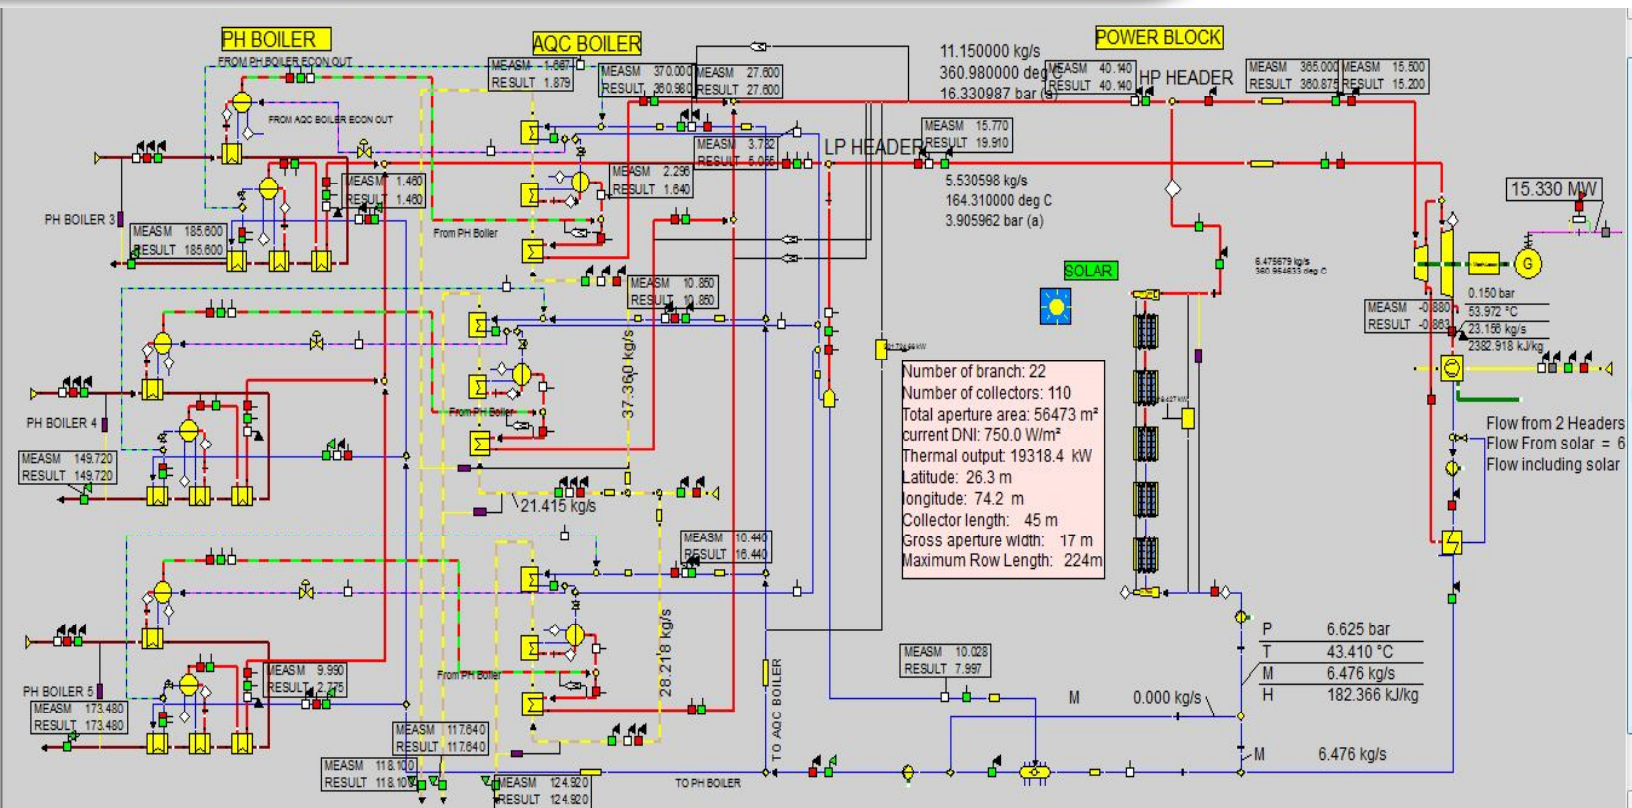 PH BOILER
AQC BOILER
POWER BLOCK
FROM PH BOILER ECON OUT
MEASM 1.667
RESULT 1.879
MEASM 370.000
RESULT 360.980
MEASM 27.600
RESULT 27.600
11.150000 kg/s
360.980000 deg C
16.330987 bar (a)
MEASM 40.140
RESULT 40.140
HP HEADER
MEASM 365.000
RESULT 360.875
MEASM 15.500
RESULT 15.200
FROM AQC BOILER ECON OUT
MEASM 3.732
MEASM 15.770
RESULT 19.910
LP HEADER
MEASM 1.460
RESULT 1.460
MEASM 2.296
RESULT 1.640
5.530598 kg/s
164.310000 deg C
3.905962 bar (a)
15.330 MW
PH BOILER 3
MEASM 185.600
RESULT 185.600
From PH Boiler
SOLAR
6.475679 kg/s
G
MEASM 10.850
RESULT 10.850
MEASM -0.880
RESULT -0.863
0.150 bar
53.972 °C
23.156 kg/s
2382.918 kJ/kg
37.360 kg/s
Number of branch: 22
Number of collectors: 110
Total aperture area: 56473 m²
current DNI: 750.0 W/m²
Thermal output: 19318.4 kW
Latitude: 26.3 m
longitude: 74.2 m
Collector length: 45 m
Gross aperture width: 17 m
Maximum Row Length: 224m
From PH Boiler
PH BOILER 4
MEASM 149.720
RESULT 149.720
Flow from 2 Headers
Flow From solar = 6
Flow including solar
21.415 kg/s
MEASM 10.440
RESULT 16.440
28.218 kg/s
From PH Boiler
PH BOILER 5
MEASM 173.480
RESULT 173.480
MEASM 9.990
MEASM 10.028
RESULT 7.997
P 6.625 bar
T 43.410 °C
M 6.476 kg/s
H 182.366 kJ/kg
M 0.000 kg/s
MEASM 117.640
RESULT 117.640
TO AQC BOILER
M 6.476 kg/s
MEASM 118.100
RESULT 118.100
MEASM 124.920
RESULT 124.920
TO PH BOILER